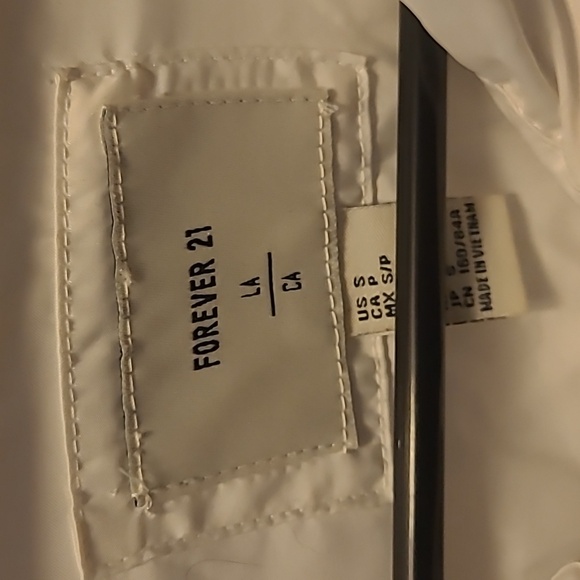 FOREVER 21
LA
CA
US S
CA P
MX S/P
JP S
CN 160/84A
MADE IN VIETNAM